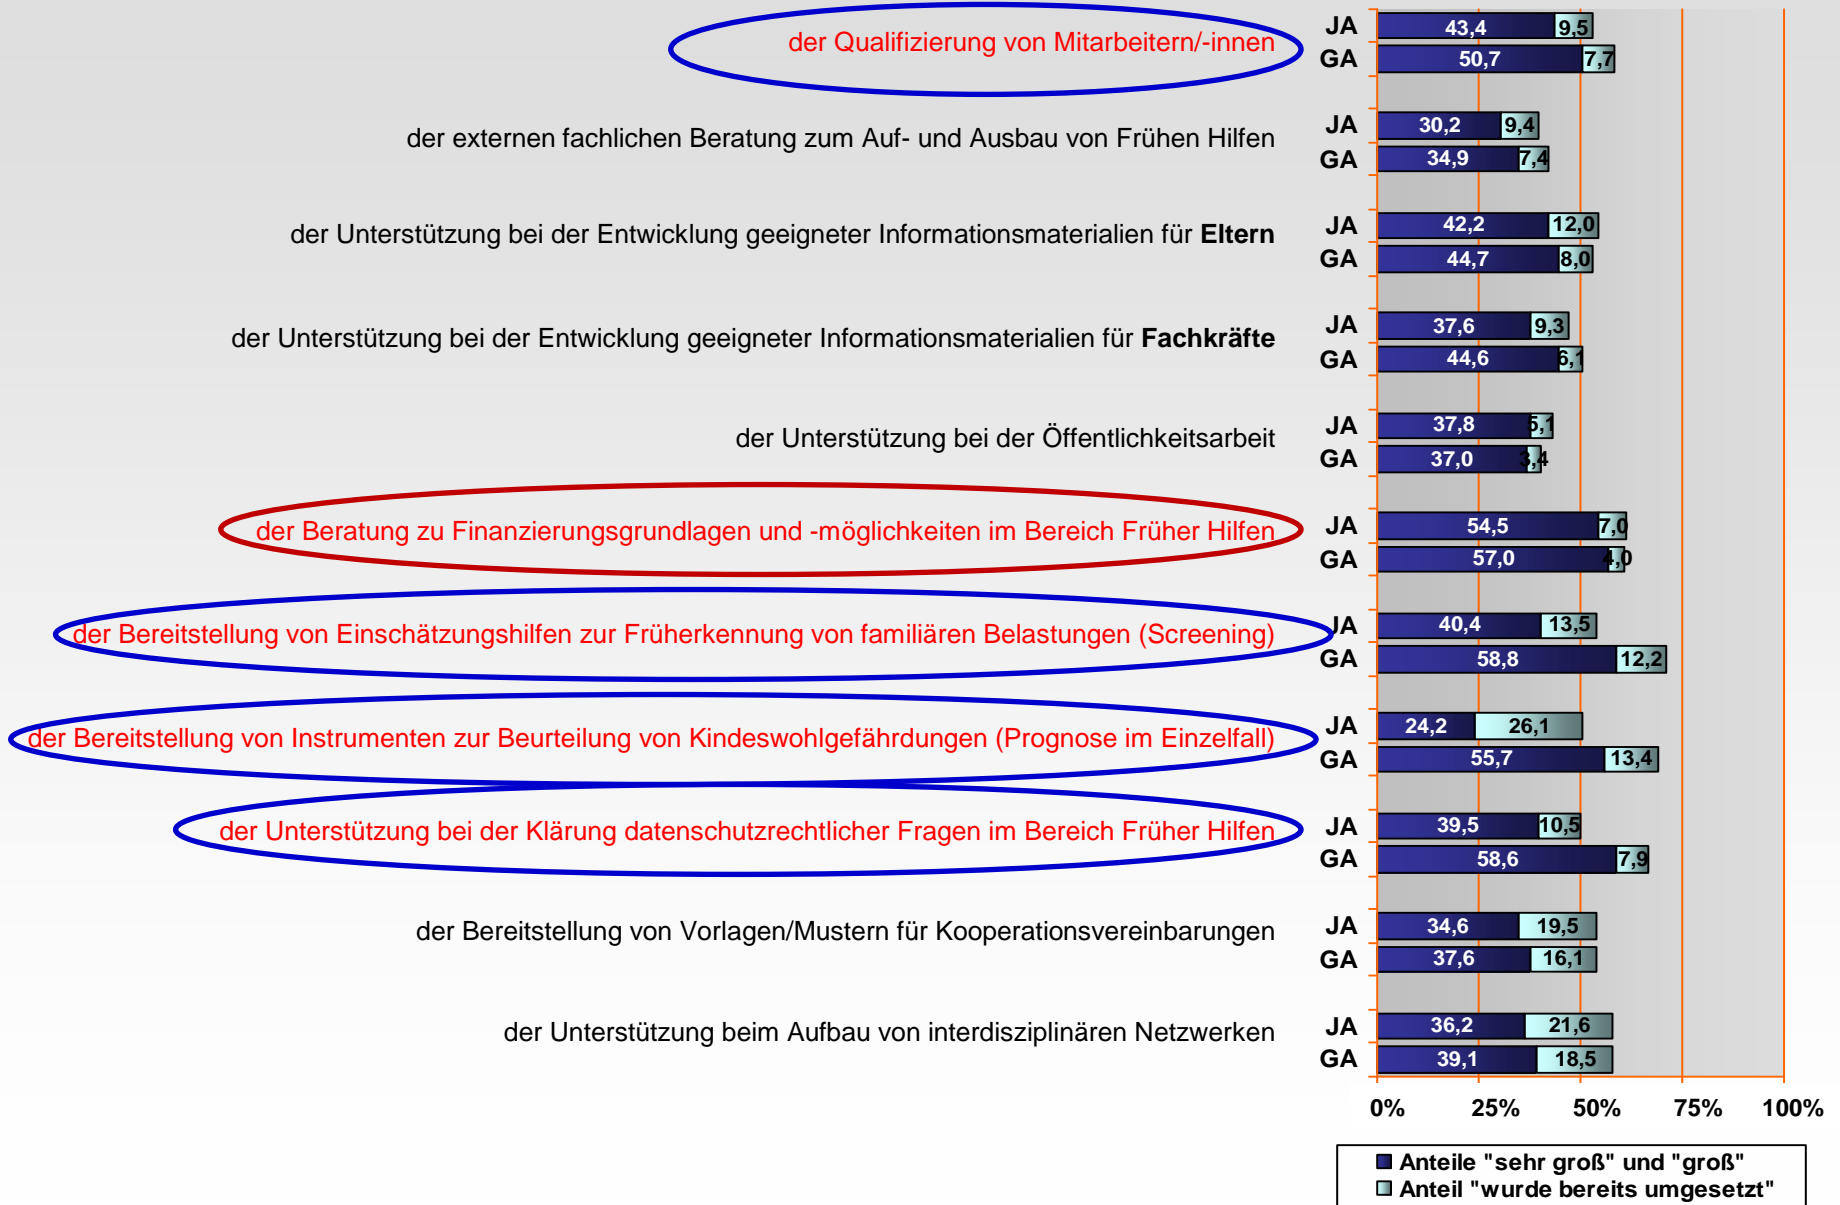 der Qualifizierung von Mitarbeitern/-innen
JA 43,4 9,5
GA 50,7 7,7
der externen fachlichen Beratung zum Auf- und Ausbau von Frühen Hilfen
JA 30,2 9,4
GA 34,9 7,4
der Unterstützung bei der Entwicklung geeigneter Informationsmaterialien für Eltern
JA 42,2 12,0
GA 44,7 8,0
der Unterstützung bei der Entwicklung geeigneter Informationsmaterialien für Fachkräfte
JA 37,6 9,3
GA 44,6 6,1
der Unterstützung bei der Öffentlichkeitsarbeit
JA 37,8 5,1
GA 37,0 3,4
der Beratung zu Finanzierungsgrundlagen und -möglichkeiten im Bereich Früher Hilfen
JA 54,5 7,0
GA 57,0 4,0
der Bereitstellung von Einschätzungshilfen zur Früherkennung von familiären Belastungen (Screening)
JA 40,4 13,5
GA 58,8 12,2
der Bereitstellung von Instrumenten zur Beurteilung von Kindeswohlgefährdungen (Prognose im Einzelfall)
JA 24,2 26,1
GA 55,7 13,4
der Unterstützung bei der Klärung datenschutzrechtlicher Fragen im Bereich Früher Hilfen
JA 39,5 10,5
GA 58,6 7,9
der Bereitstellung von Vorlagen/Mustern für Kooperationsvereinbarungen
JA 34,6 19,5
GA 37,6 16,1
der Unterstützung beim Aufbau von interdisziplinären Netzwerken
JA 36,2 21,6
GA 39,1 18,5
0% 25% 50% 75% 100%
Anteile "sehr groß" und "groß"
Anteil "wurde bereits umgesetzt"